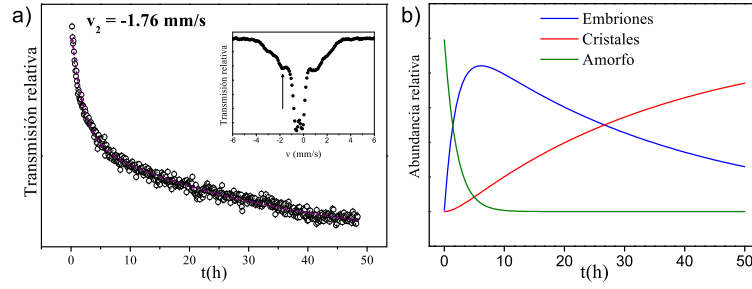 a)
v2 = -1.76 mm/s
Transmisión relativa
0 10 20 30 40 50
t(h)
Transmisión relativa
-6 -4 -2 0 2 4 6
v (mm/s)
b)
Embriones
Cristales
Amorfo
Abundancia relativa
0 10 20 30 40 50
t(h)